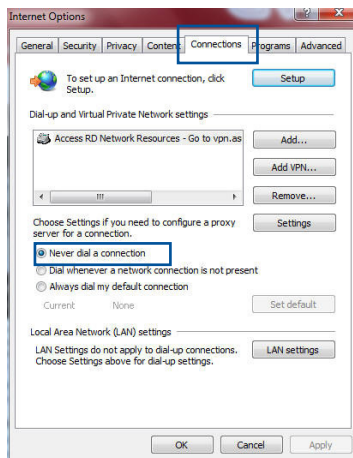 Internet Options
General Security Privacy Content Connections Programs Advanced
To set up an Internet connection, click
Setup.
Setup
Dial-up and Virtual Private Network settings
Access RD Network Resources - Go to vpn.as
Add...
Add VPN...
Remove...
Choose Settings if you need to configure a proxy
server for a connection.
Settings
Never dial a connection
Dial whenever a network connection is not present
Always dial my default connection
Current None
Set default
Local Area Network (LAN) settings
LAN Settings do not apply to dial-up connections.
Choose Settings above for dial-up settings.
LAN settings
OK Cancel Apply